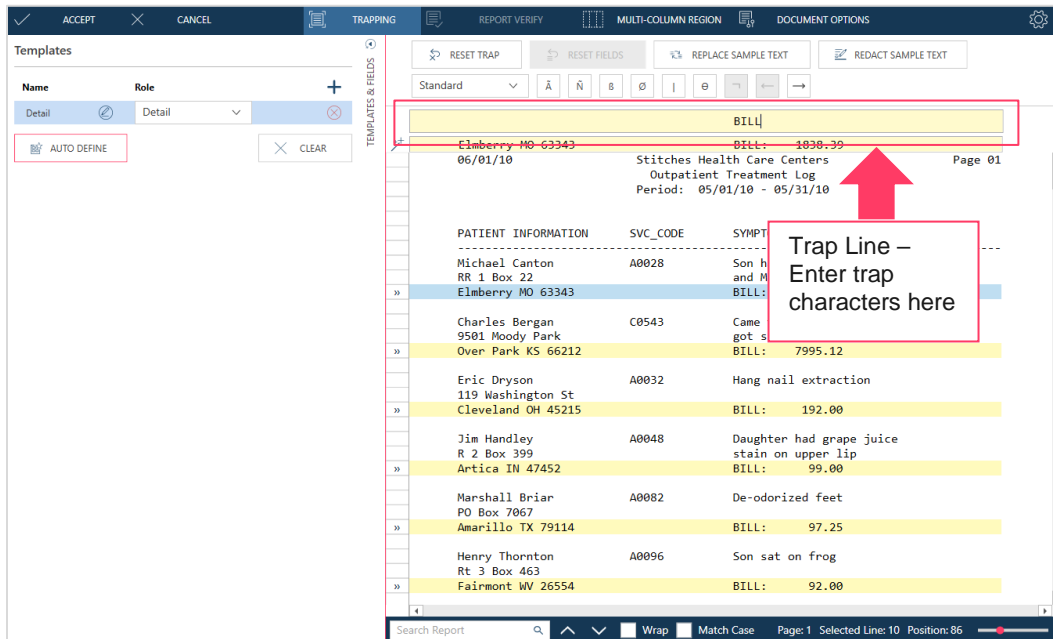 ACCEPT CANCEL TRAPPING REPORT VERIFY MULTI-COLUMN REGION DOCUMENT OPTIONS
Templates
Name Role
Detail Detail
AUTO DEFINE CLEAR
TEMPLATES & FIELDS
RESET TRAP RESET FIELDS REPLACE SAMPLE TEXT REDACT SAMPLE TEXT
Standard Ã Ñ ß Ø | Ɵ ¬ ← →
BILL
Elmberry MO 63343 BILL: 1838.39
06/01/10 Stitches Health Care Centers Page 01
Outpatient Treatment Log
Period: 05/01/10 - 05/31/10
PATIENT INFORMATION SVC_CODE SYMPT
Michael Canton A0028 Son h
RR 1 Box 22 and M
» Elmberry MO 63343 BILL:
Trap Line –
Enter trap
characters here
Charles Bergan C0543 Came
9501 Moody Park got s
» Over Park KS 66212 BILL: 7995.12
Eric Dryson A0032 Hang nail extraction
119 Washington St
» Cleveland OH 45215 BILL: 192.00
Jim Handley A0048 Daughter had grape juice
R 2 Box 399 stain on upper lip
» Artica IN 47452 BILL: 99.00
Marshall Briar A0082 De-odorized feet
PO Box 7067
» Amarillo TX 79114 BILL: 97.25
Henry Thornton A0096 Son sat on frog
Rt 3 Box 463
» Fairmont WV 26554 BILL: 92.00
Search Report Wrap Match Case Page: 1 Selected Line: 10 Position: 86